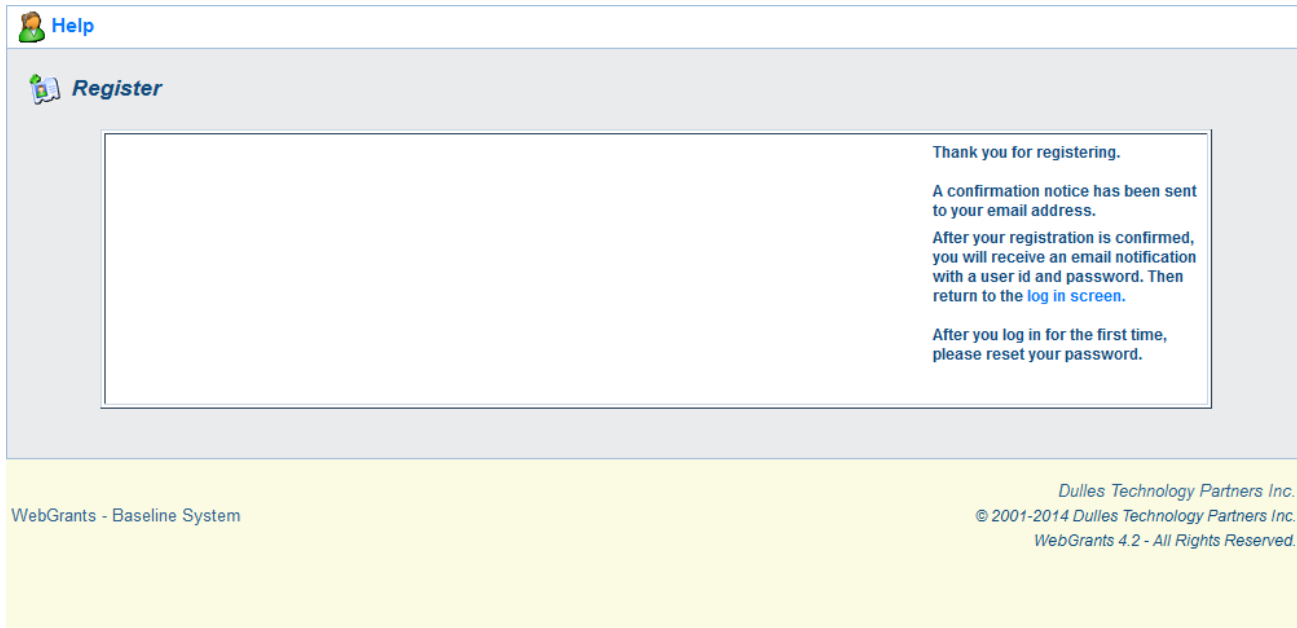 Help
Register
Thank you for registering.
A confirmation notice has been sent
to your email address.
After your registration is confirmed,
you will receive an email notification
with a user id and password. Then
return to the log in screen.
After you log in for the first time,
please reset your password.
Dulles Technology Partners Inc.
WebGrants - Baseline System
© 2001-2014 Dulles Technology Partners Inc.
WebGrants 4.2 - All Rights Reserved.